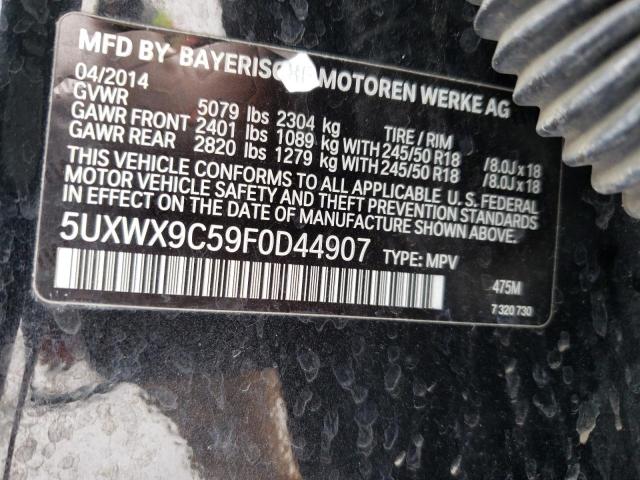 MFD BY BAYERISCHE MOTOREN WERKE AG
04/2014
GVWR 5079 lbs 2304 kg TIRE / RIM
GAWR FRONT 2401 lbs 1089 kg WITH 245/50 R18 /8.0J x 18
GAWR REAR 2820 lbs 1279 kg WITH 245/50 R18 /8.0J x 18
THIS VEHICLE CONFORMS TO ALL APPLICABLE U. S. FEDERAL
MOTOR VEHICLE SAFETY AND THEFT PREVENTION STANDARDS
IN EFFECT ON THE DATE OF MANUFACTURE SHOWN ABOVE.
5UXWX9C59F0D44907 TYPE: MPV
475M
7 320 730